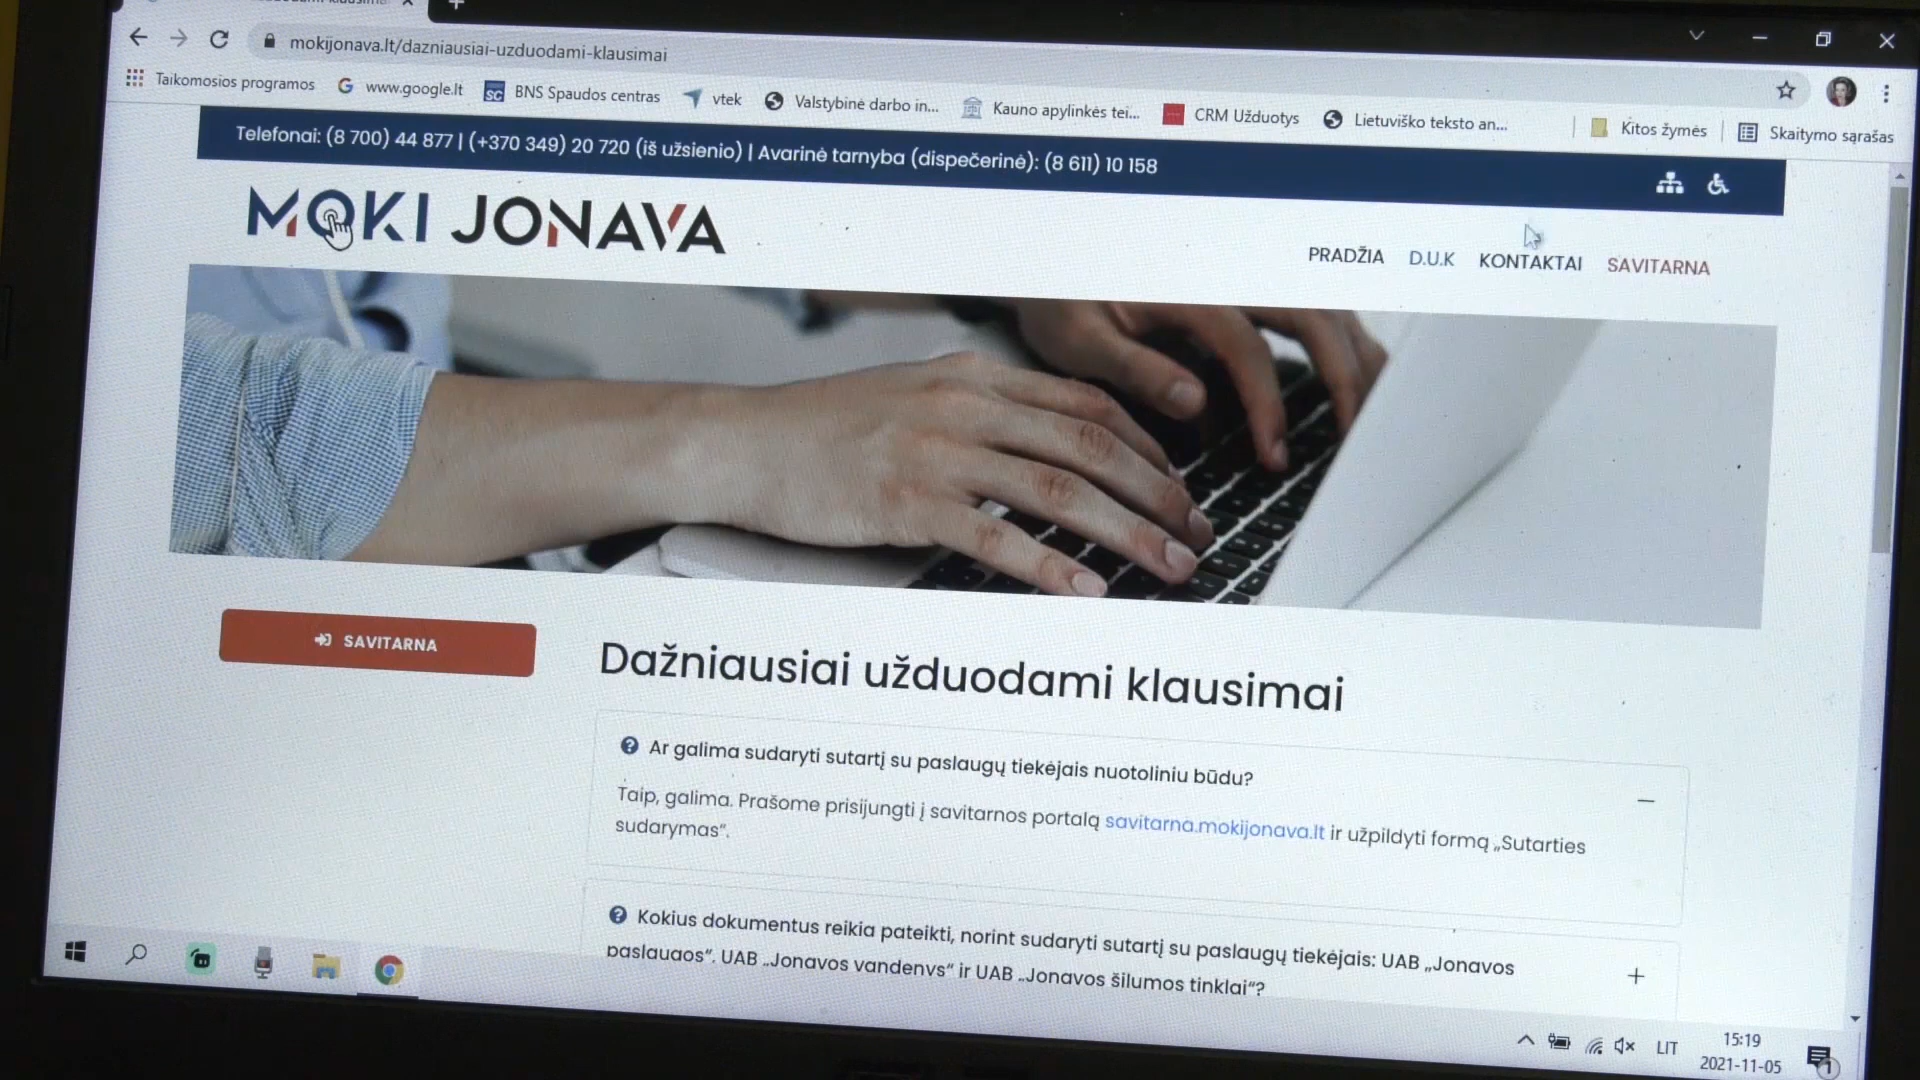 mokijonava.lt/dazniausiai-uzduodami-klausimai
Taikomosios programos www.google.lt BNS Spaudos centras vtek Valstybinė darbo in... Kauno apylinkės tei... CRM Užduotys Lietuviško teksto an... Kitos žymės Skaitymo sąrašas
Telefonai: (8 700) 44 877 | (+370 349) 20 720 (iš užsienio) | Avarinė tarnyba (dispečerinė): (8 611) 10 158
MOKI JONAVA
PRADŽIA D.U.K KONTAKTAI SAVITARNA
SAVITARNA
Dažniausiai užduodami klausimai
Ar galima sudaryti sutartį su paslaugų tiekėjais nuotoliniu būdu?
Taip, galima. Prašome prisijungti į savitarnos portalą savitarna.mokijonava.lt ir užpildyti formą „Sutarties
sudarymas“.
Kokius dokumentus reikia pateikti, norint sudaryti sutartį su paslaugų tiekėjais: UAB „Jonavos
paslaugos“, UAB „Jonavos vandenys“ ir UAB „Jonavos šilumos tinklai“?
LIT
15:19
2021-11-05
1